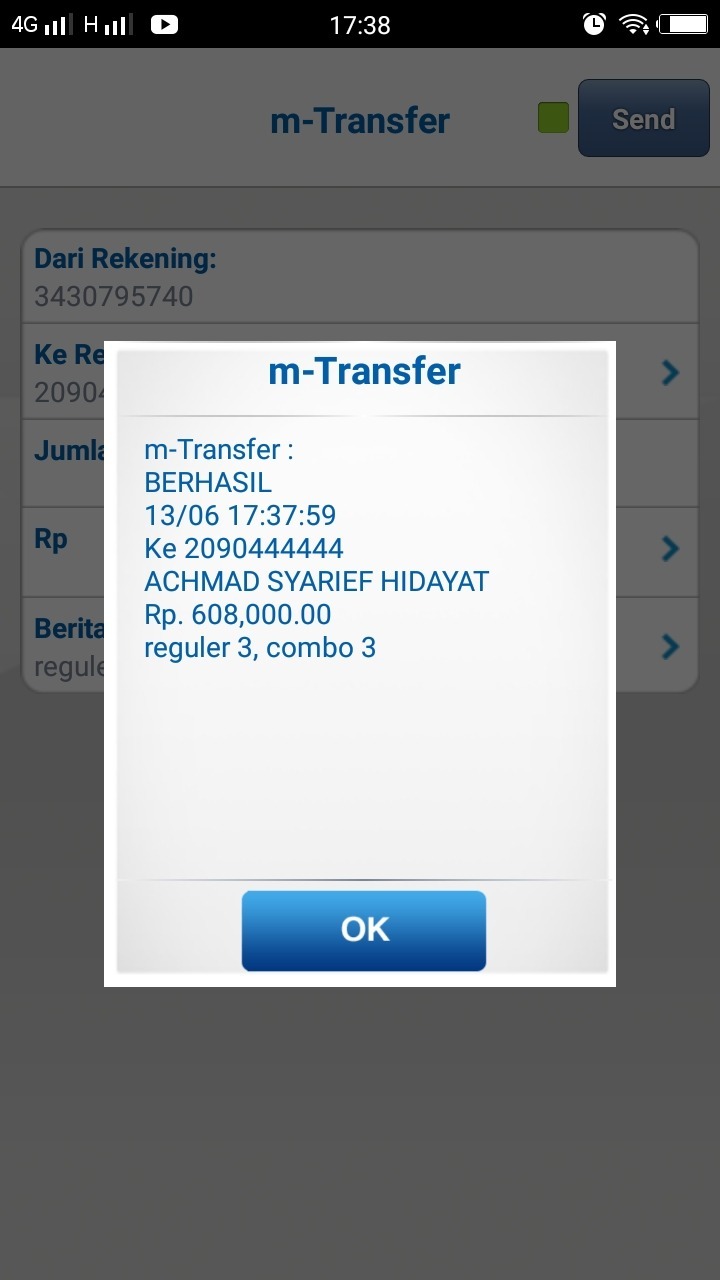 4G H 17:38
m-Transfer Send
Dari Rekening:
3430795740
Ke Re
2090
Jumla
Rp
Berita
regule
m-Transfer
m-Transfer :
BERHASIL
13/06 17:37:59
Ke 2090444444
ACHMAD SYARIEF HIDAYAT
Rp. 608,000.00
reguler 3, combo 3
OK